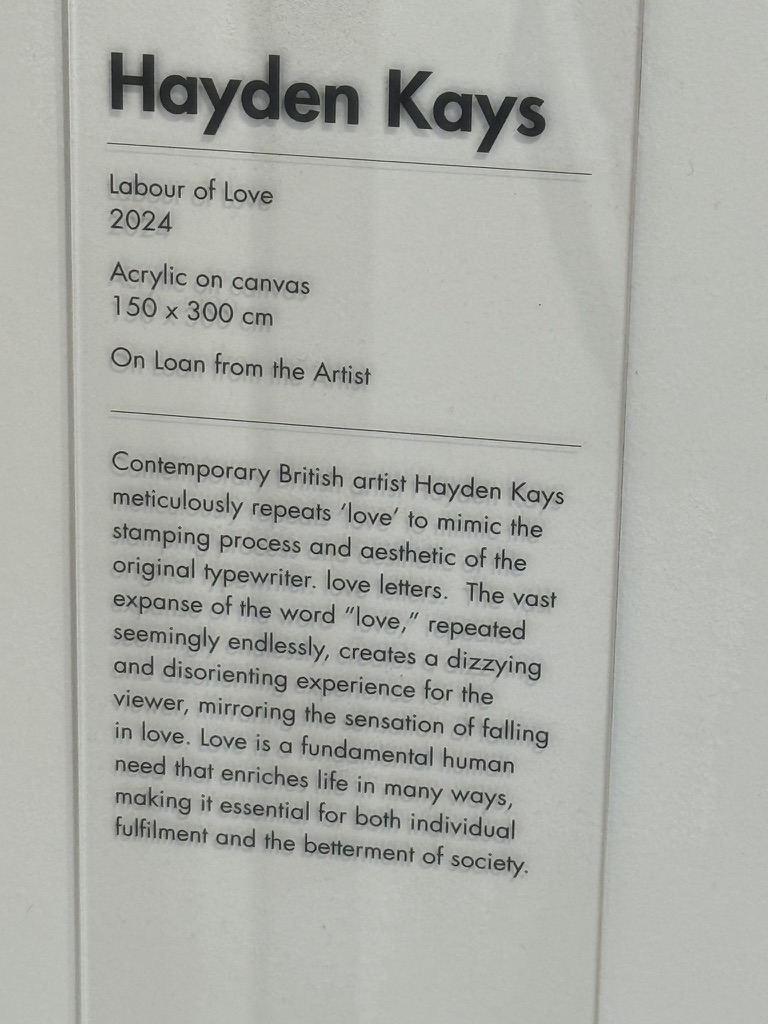 Hayden Kays
Labour of Love
2024
Acrylic on canvas
150 x 300 cm
On Loan from the Artist
Contemporary British artist Hayden Kays
meticulously repeats ‘love’ to mimic the
stamping process and aesthetic of the
original typewriter. love letters.  The vast
expanse of the word “love,” repeated
seemingly endlessly, creates a dizzying
and disorienting experience for the
viewer, mirroring the sensation of falling
in love. Love is a fundamental human
need that enriches life in many ways,
making it essential for both individual
fulfilment and the betterment of society.